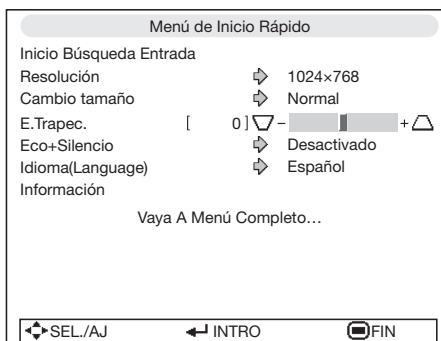 Menú de Inicio Rápido
Inicio Búsqueda Entrada
Resolución 1024×768
Cambio tamaño Normal
E.Trapec. [ 0 ] - +
Eco+Silencio Desactivado
Idioma(Language) Español
Información
Vaya A Menú Completo...
SEL./AJ INTRO FIN